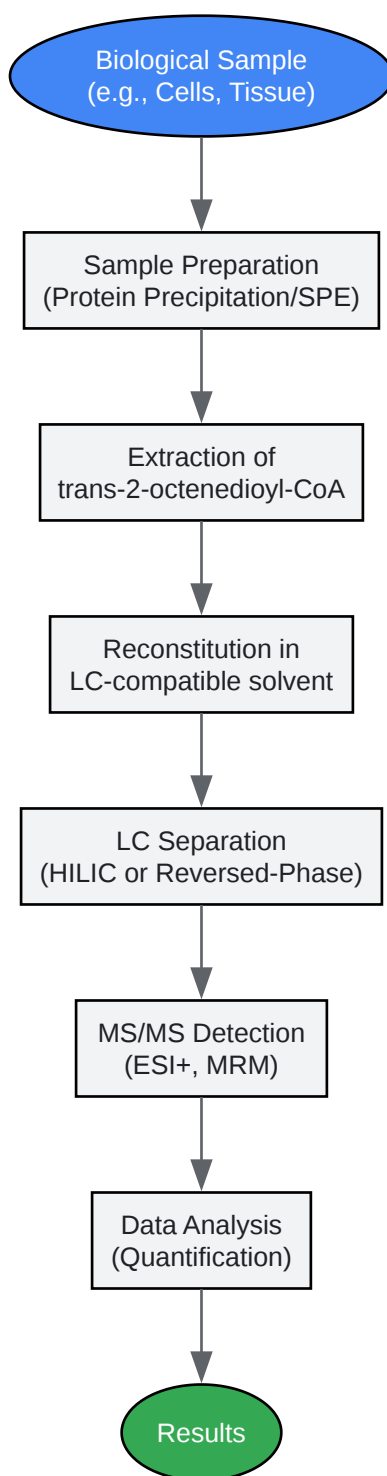 Biological Sample
(e.g., Cells, Tissue)
Sample Preparation
(Protein Precipitation/SPE)
Extraction of
trans-2-octenedioyl-CoA
Reconstitution in
LC-compatible solvent
LC Separation
(HILIC or Reversed-Phase)
MS/MS Detection
(ESI+, MRM)
Data Analysis
(Quantification)
Results